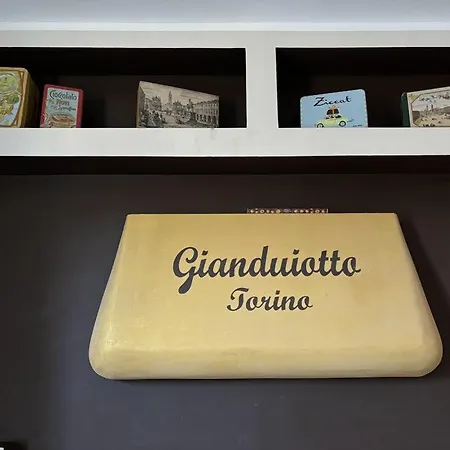 Cioccolato
Ziccat
Gianduiotto
Torino